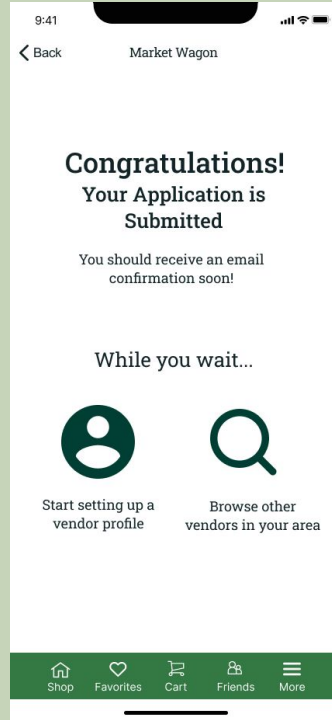 9:41
Back
Market Wagon
Congratulations!
Your Application is
Submitted
You should receive an email
confirmation soon!
While you wait...
Start setting up a
vendor profile
Browse other
vendors in your area
Shop
Favorites
Cart
Friends
More